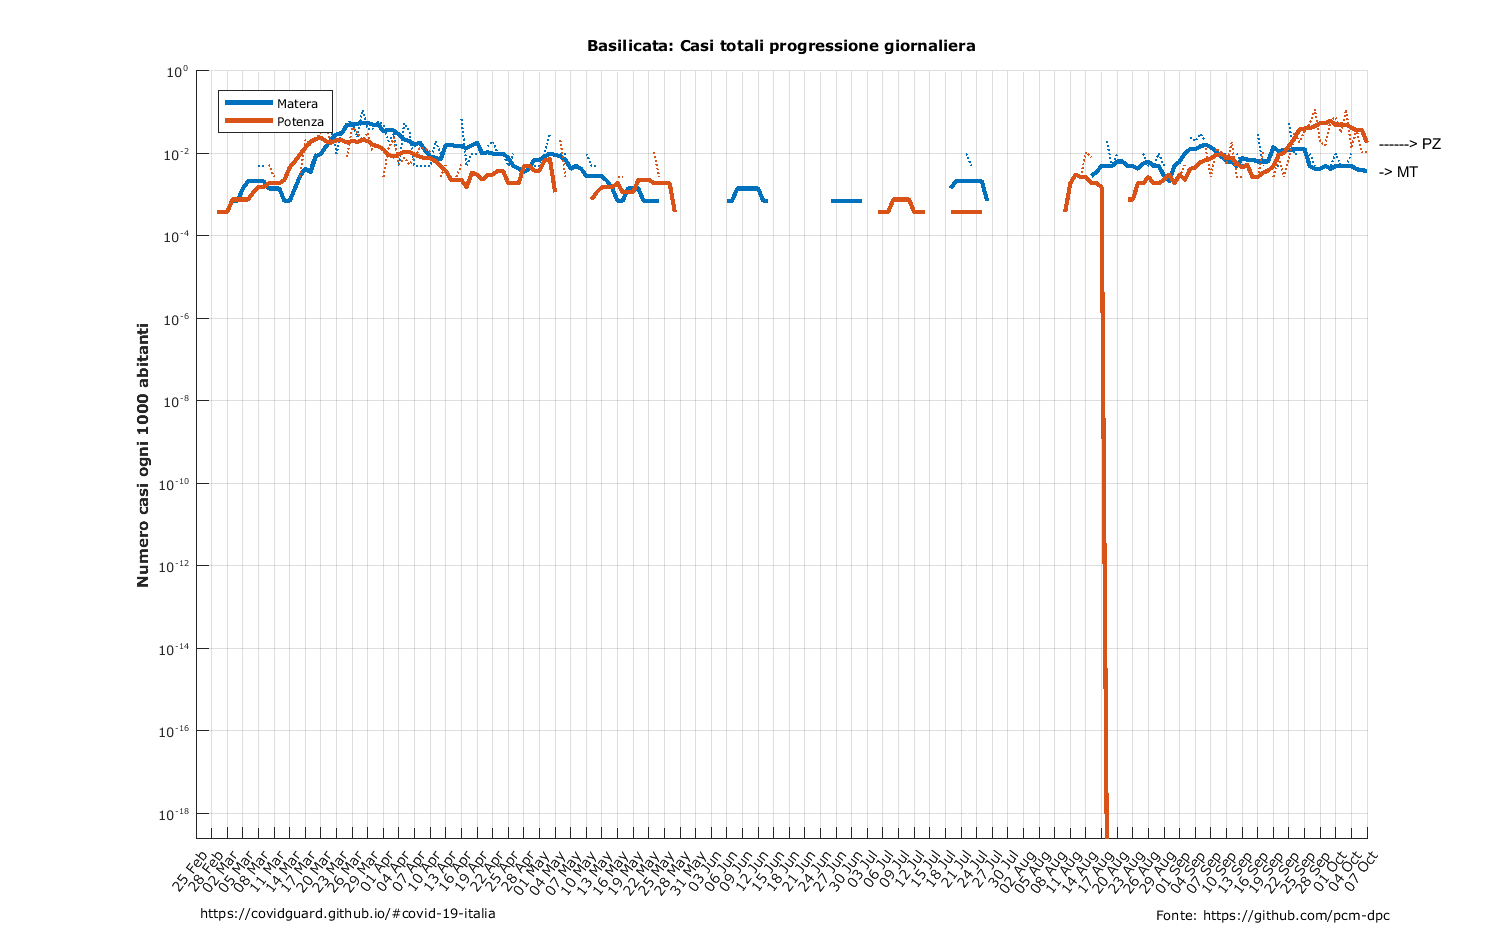 Basilicata: Casi totali progressione giornaliera
Matera
Potenza
Numero casi ogni 1000 abitanti
10^0
10^-2
10^-4
10^-6
10^-8
10^-10
10^-12
10^-14
10^-16
10^-18
------> PZ
-> MT
25 Feb
28 Feb
02 Mar
05 Mar
08 Mar
11 Mar
14 Mar
17 Mar
20 Mar
23 Mar
26 Mar
29 Mar
01 Apr
04 Apr
07 Apr
10 Apr
13 Apr
16 Apr
19 Apr
22 Apr
25 Apr
28 Apr
01 May
04 May
07 May
10 May
13 May
16 May
19 May
22 May
25 May
28 May
31 May
03 Jun
06 Jun
09 Jun
12 Jun
15 Jun
18 Jun
21 Jun
24 Jun
27 Jun
30 Jun
03 Jul
06 Jul
09 Jul
12 Jul
15 Jul
18 Jul
21 Jul
24 Jul
27 Jul
30 Jul
02 Aug
05 Aug
08 Aug
11 Aug
14 Aug
17 Aug
20 Aug
23 Aug
26 Aug
29 Aug
01 Sep
04 Sep
07 Sep
10 Sep
13 Sep
16 Sep
19 Sep
22 Sep
25 Sep
28 Sep
01 Oct
04 Oct
07 Oct
https://covidguard.github.io/#covid-19-italia
Fonte: https://github.com/pcm-dpc